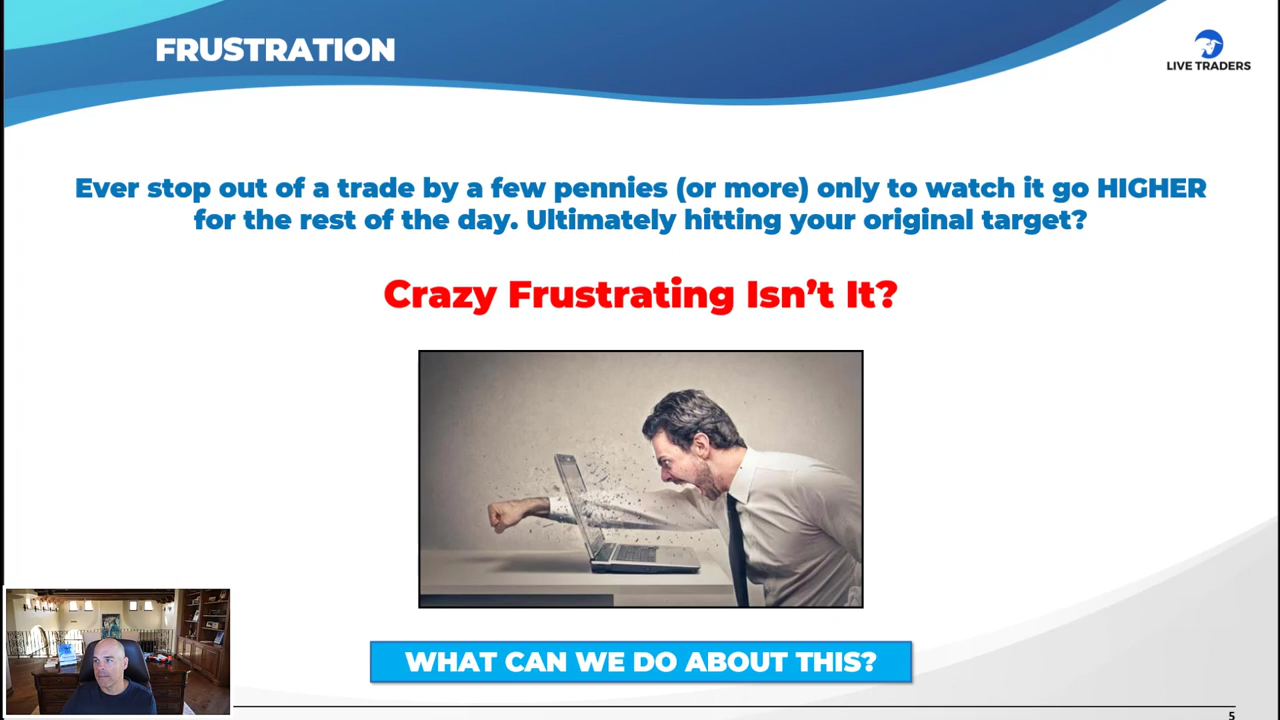 FRUSTRATION
LIVE TRADERS
Ever stop out of a trade by a few pennies (or more) only to watch it go HIGHER
for the rest of the day. Ultimately hitting your original target?
Crazy Frustrating Isn’t It?
WHAT CAN WE DO ABOUT THIS?
5